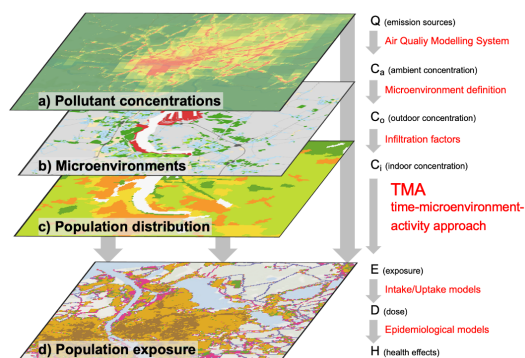 a) Pollutant concentrations
b) Microenvironments
c) Population distribution
d) Population exposure
Q (emission sources)
Air Qualiy Modelling System
Ca (ambient concentration)
Microenvironment definition
Co (outdoor concentration)
Infiltration factors
Ci (indoor concentration)
TMA
time-microenvironment-
activity approach
E (exposure)
Intake/Uptake models
D (dose)
Epidemiological models
H (health effects)